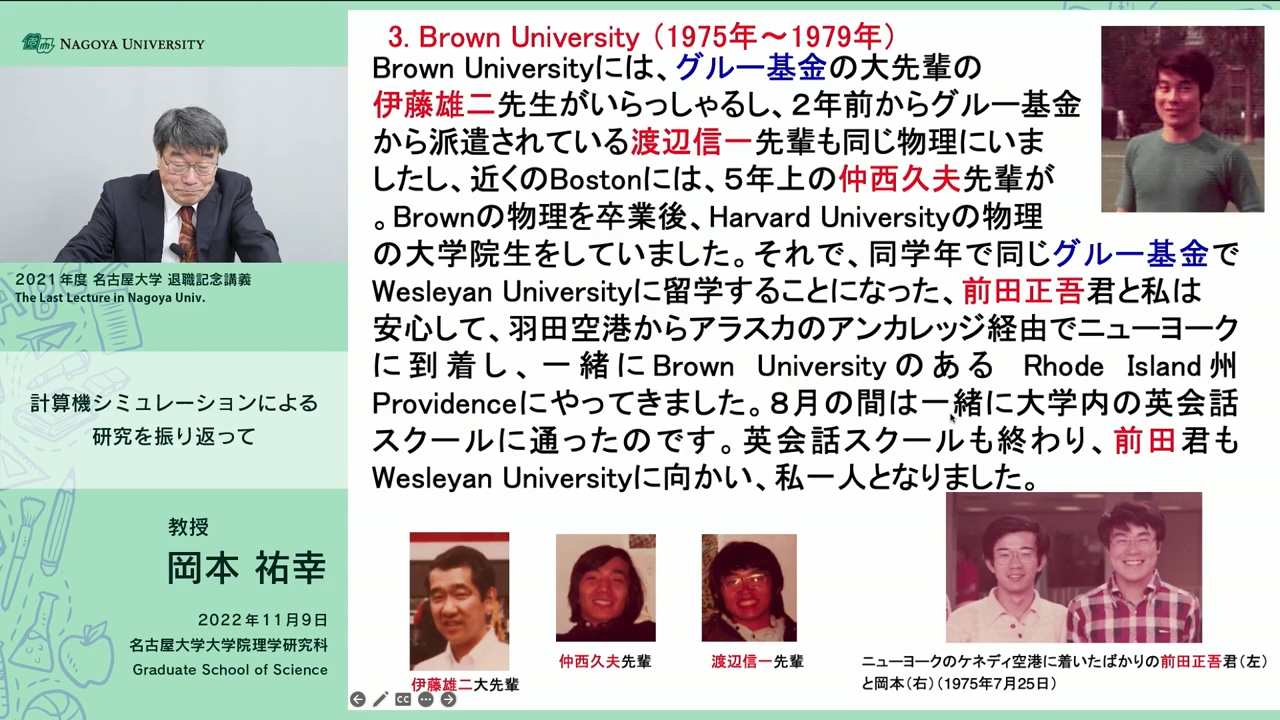 NAGOYA UNIVERSITY
2021年度 名古屋大学 退職記念講義
The Last Lecture in Nagoya Univ.
計算機シミュレーションによる
研究を振り返って
教授
岡本 祐幸
2022年11月9日
名古屋大学大学院理学研究科
Graduate School of Science
3. Brown University（1975年～1979年）
Brown Universityには、グルー基金の大先輩の
伊藤雄二先生がいらっしゃるし、２年前からグルー基金
から派遣されている渡辺信一先輩も同じ物理にいま
したし、近くのBostonには、５年上の仲西久夫先輩が
。Brownの物理を卒業後、Harvard Universityの物理
の大学院生をしていました。それで、同学年で同じグルー基金で
Wesleyan Universityに留学することになった、前田正吾君と私は
安心して、羽田空港からアラスカのアンカレッジ経由でニューヨーク
に到着し、一緒にBrown Universityのある Rhode Island州
Providenceにやってきました。８月の間は一緒に大学内の英会話
スクールに通ったのです。英会話スクールも終わり、前田君も
Wesleyan Universityに向かい、私一人となりました。
伊藤雄二大先輩
仲西久夫先輩
渡辺信一先輩
ニューヨークのケネディ空港に着いたばかりの前田正吾君（左）
と岡本（右）（1975年7月25日）